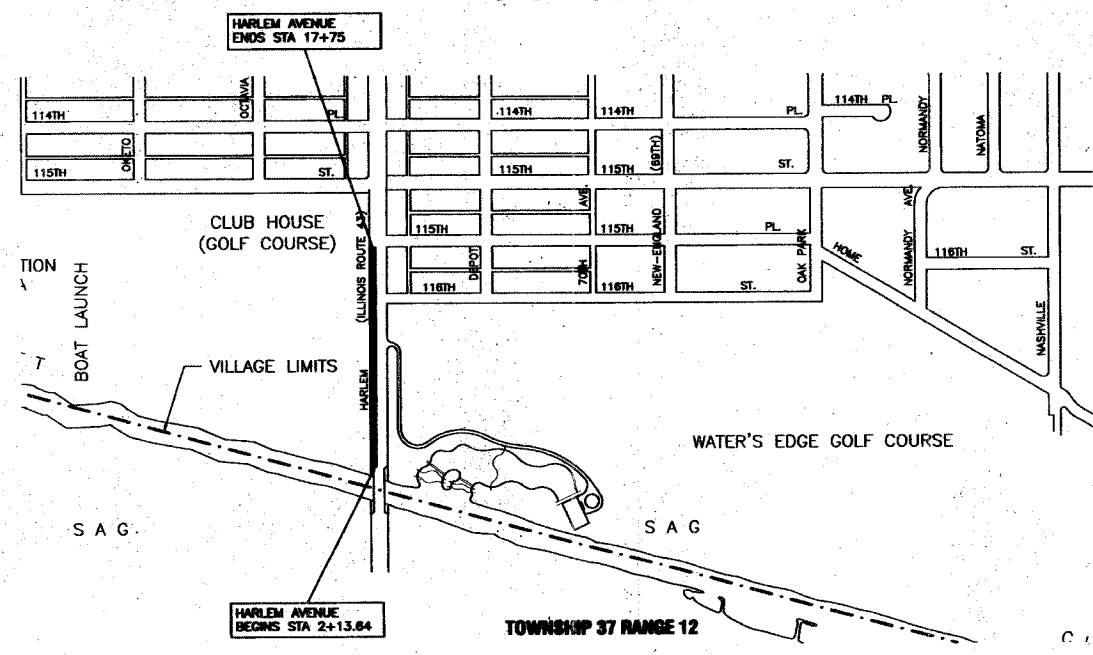 HARLEM AVENUE
ENDS STA 17+75
114TH
OCTAVIA
PL.
114TH
114TH
PL.
114TH PL.
NORMANDY
NATOMA
OKETO
115TH
ST.
115TH
115TH
(69TH)
ST.
CLUB HOUSE
(GOLF COURSE)
(ILLINOIS ROUTE 43)
115TH
AVE.
115TH
PL.
NORMANDY AVE.
116TH
ST.
TION
BOAT LAUNCH
DEPOT
116TH
70TH
116TH
NEW-ENGLAND
ST.
OAK PARK
HOME
NASHVILLE
T
VILLAGE LIMITS
HARLEM
WATER'S EDGE GOLF COURSE
S A G
S A G
HARLEM AVENUE
BEGINS STA 2+13.64
TOWNSHIP 37 RANGE 12